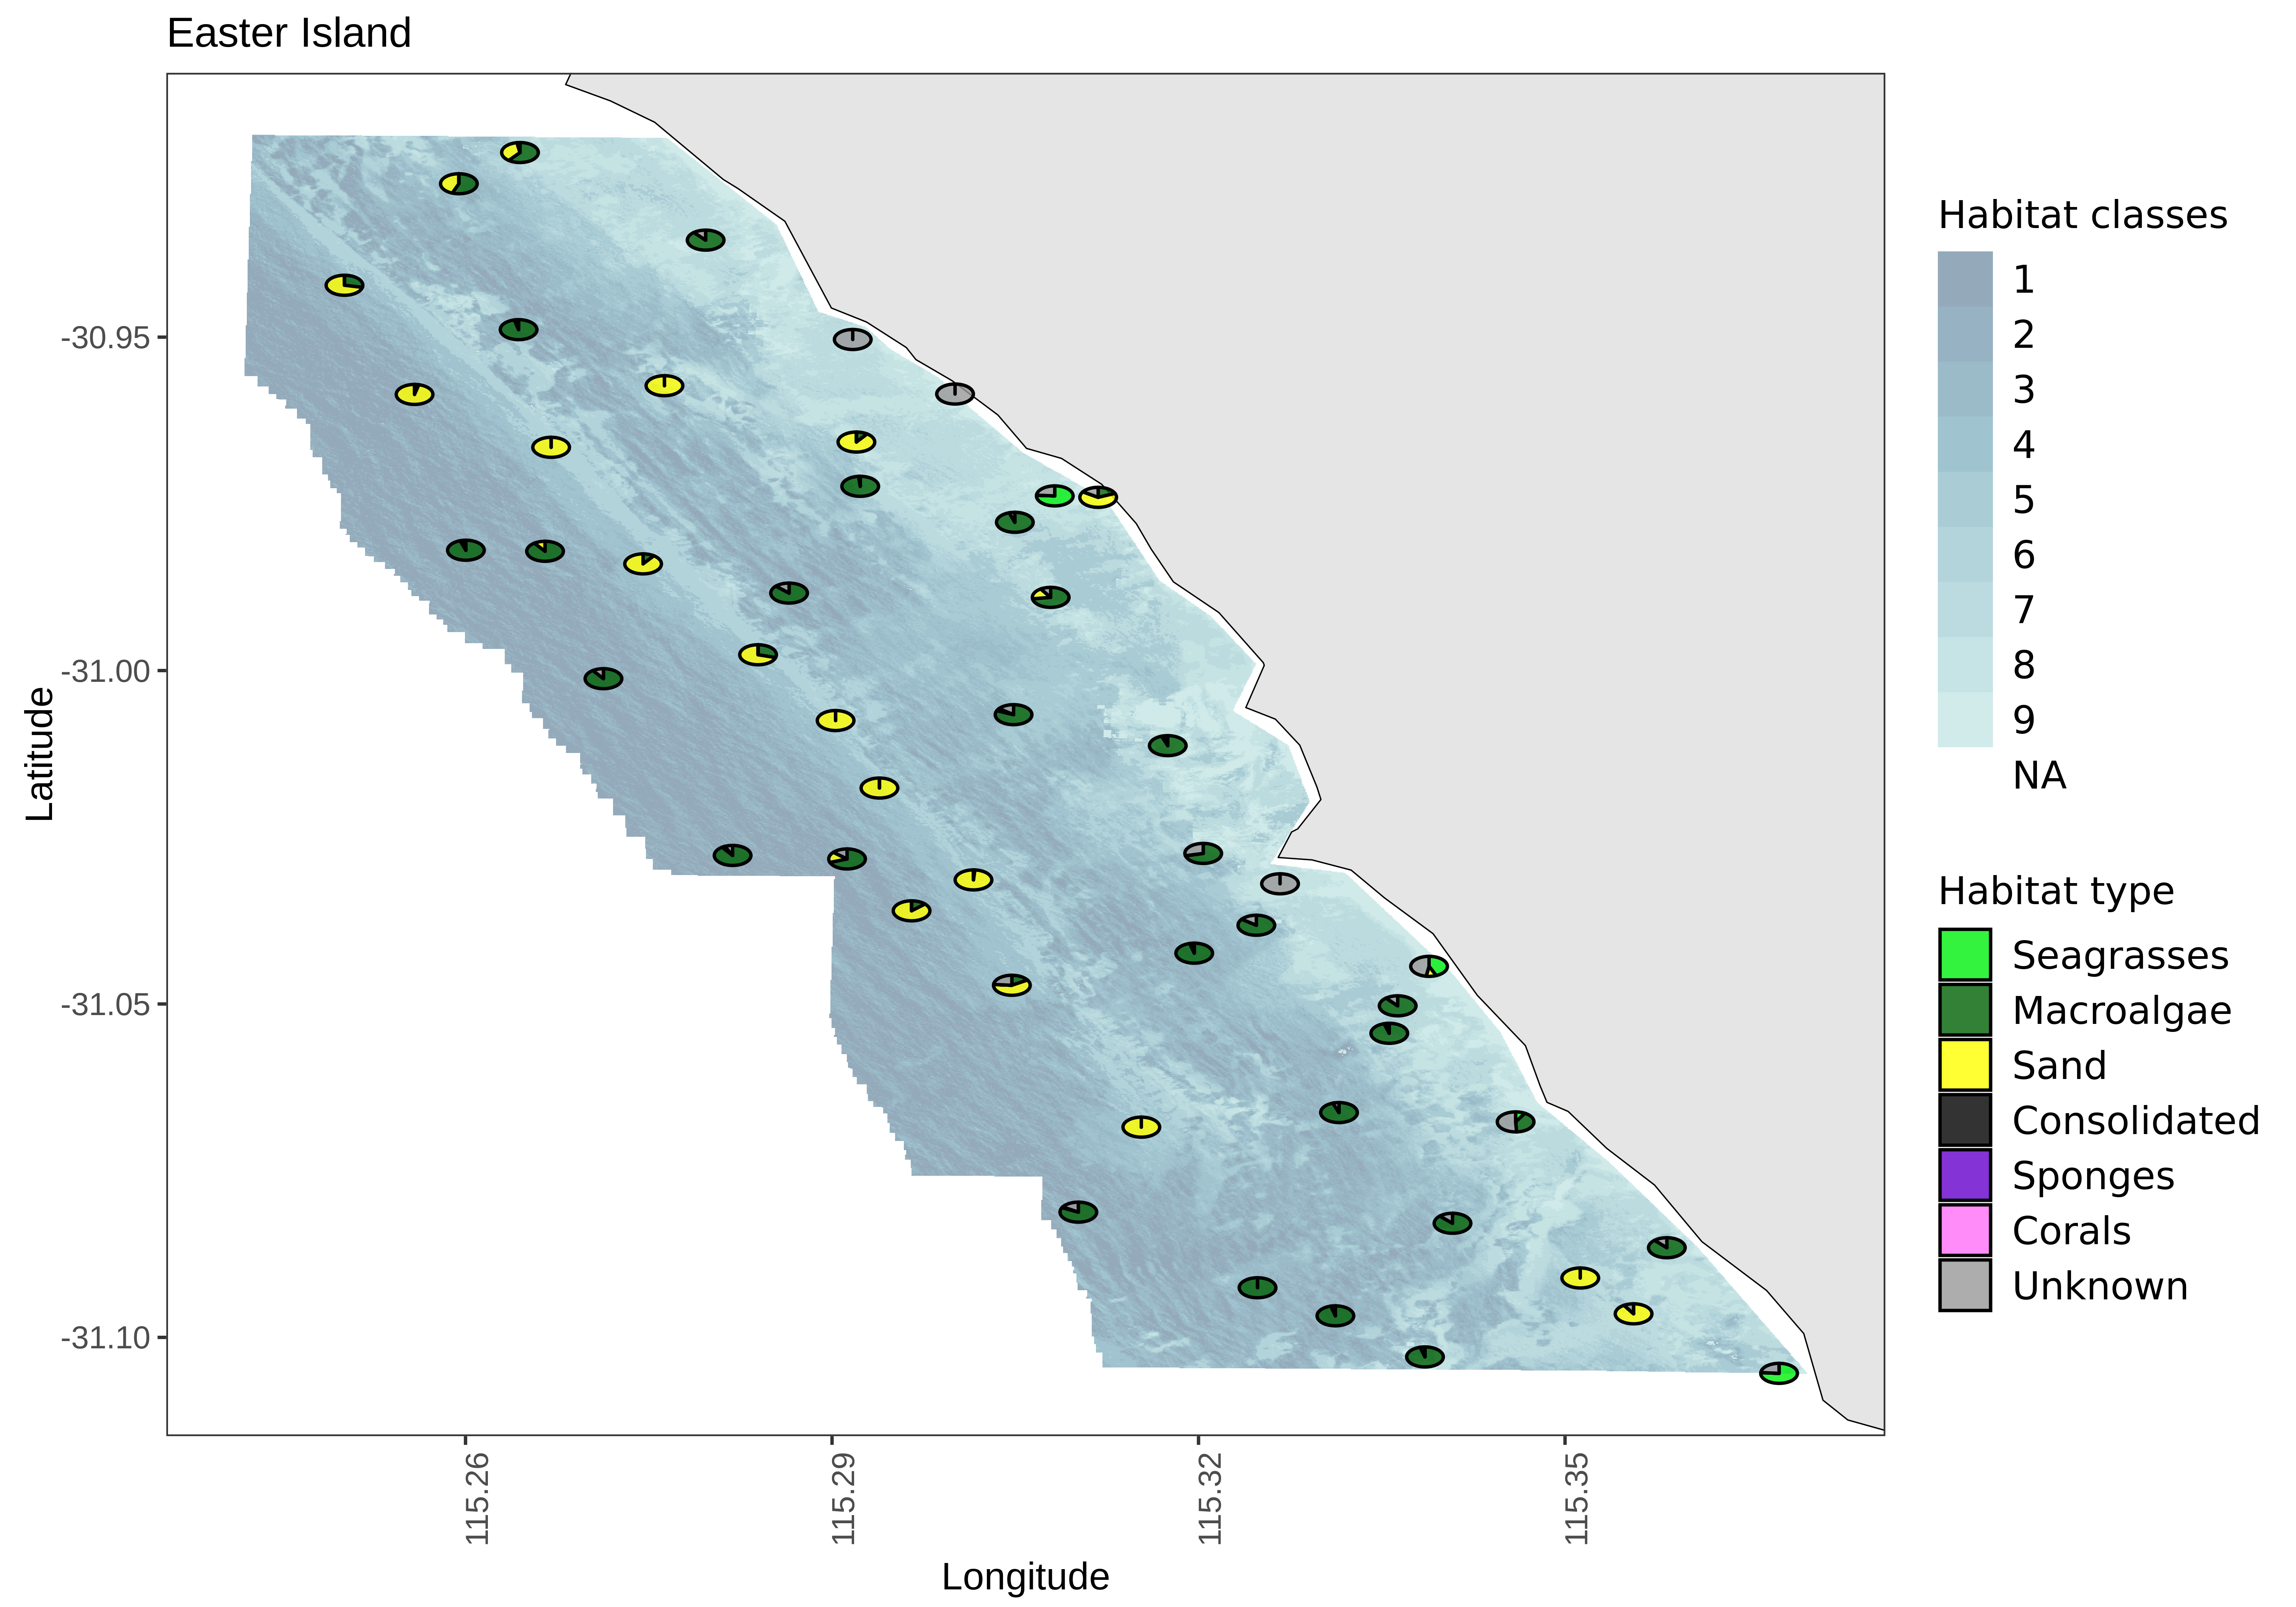 Easter Island
Latitude
-30.95
-31.00
-31.05
-31.10
115.26
115.29
115.32
115.35
Longitude
Habitat classes
1
2
3
4
5
6
7
8
9
NA
Habitat type
Seagrasses
Macroalgae
Sand
Consolidated
Sponges
Corals
Unknown